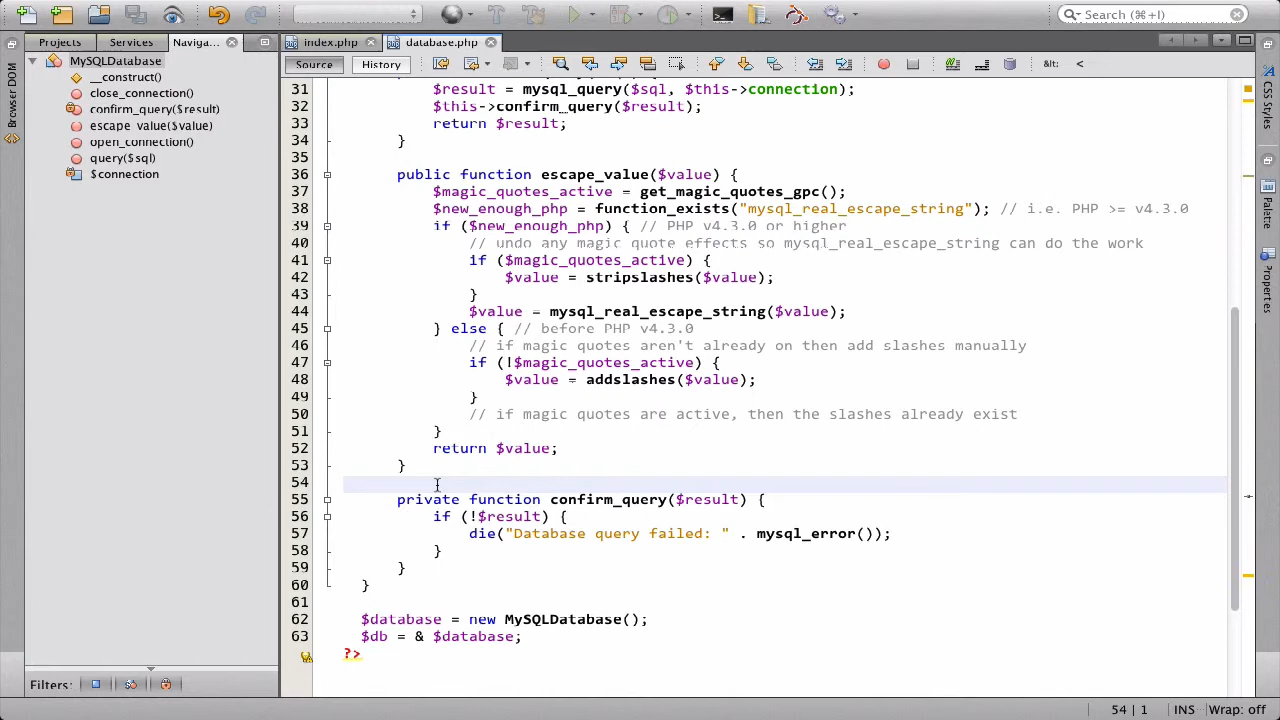 Search (⌘+I)
Projects
Services
Naviga...
index.php
database.php
Source
History
&lt:
<
Browser DOM
MySQLDatabase
__construct()
close_connection()
confirm_query($result)
escape_value($value)
open_connection()
query($sql)
$connection
31 $result = mysql_query($sql, $this->connection);
32 $this->confirm_query($result);
33 return $result;
34 }
35
36 public function escape_value($value) {
37 $magic_quotes_active = get_magic_quotes_gpc();
38 $new_enough_php = function_exists("mysql_real_escape_string"); // i.e. PHP >= v4.3.0
39 if ($new_enough_php) { // PHP v4.3.0 or higher
40 // undo any magic quote effects so mysql_real_escape_string can do the work
41 if ($magic_quotes_active) {
42 $value = stripslashes($value);
43 }
44 $value = mysql_real_escape_string($value);
45 } else { // before PHP v4.3.0
46 // if magic quotes aren't already on then add slashes manually
47 if (!$magic_quotes_active) {
48 $value = addslashes($value);
49 }
50 // if magic quotes are active, then the slashes already exist
51 }
52 return $value;
53 }
54
55 private function confirm_query($result) {
56 if (!$result) {
57 die("Database query failed: " . mysql_error());
58 }
59 }
60 }
61
62 $database = new MySQLDatabase();
63 $db = & $database;
?>
CSS Styles
Palette
Properties
Filters:
54 | 1
INS
Wrap: off